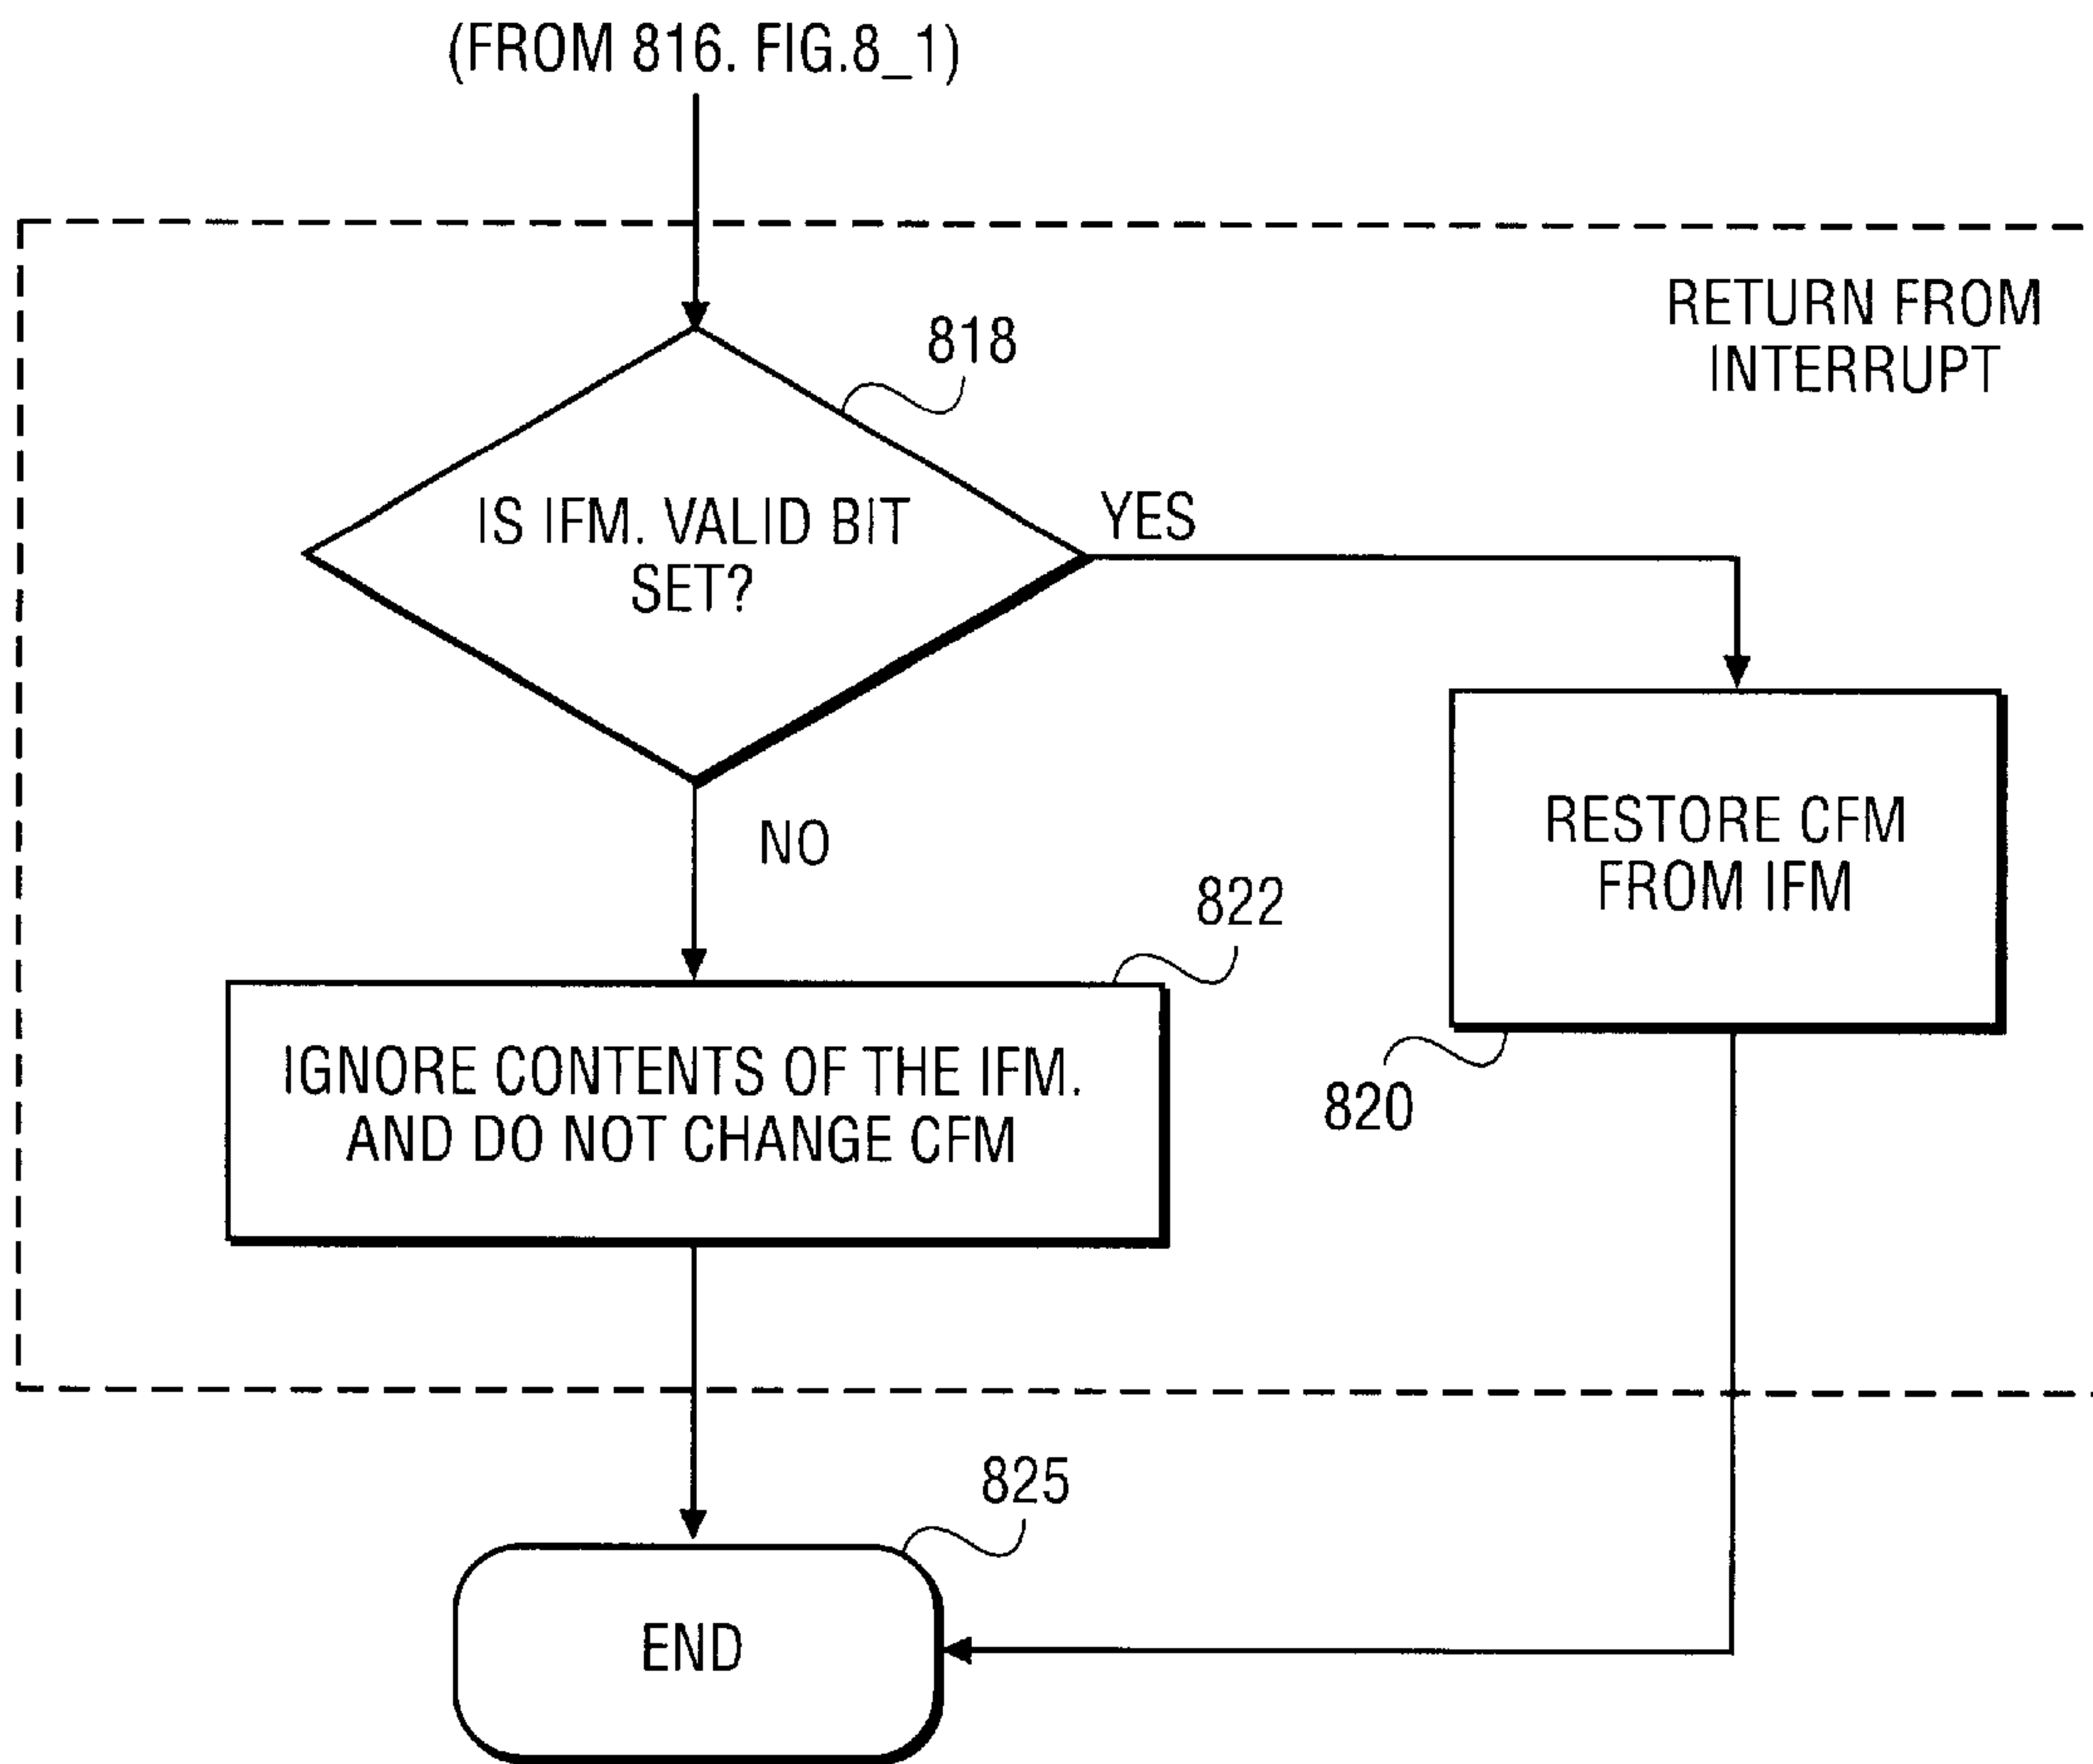 (FROM 816. FIG.8_1)
RETURN FROM
INTERRUPT
818
IS IFM. VALID BIT
SET?
YES
NO
RESTORE CFM
FROM IFM
822
820
IGNORE CONTENTS OF THE IFM.
AND DO NOT CHANGE CFM
825
END